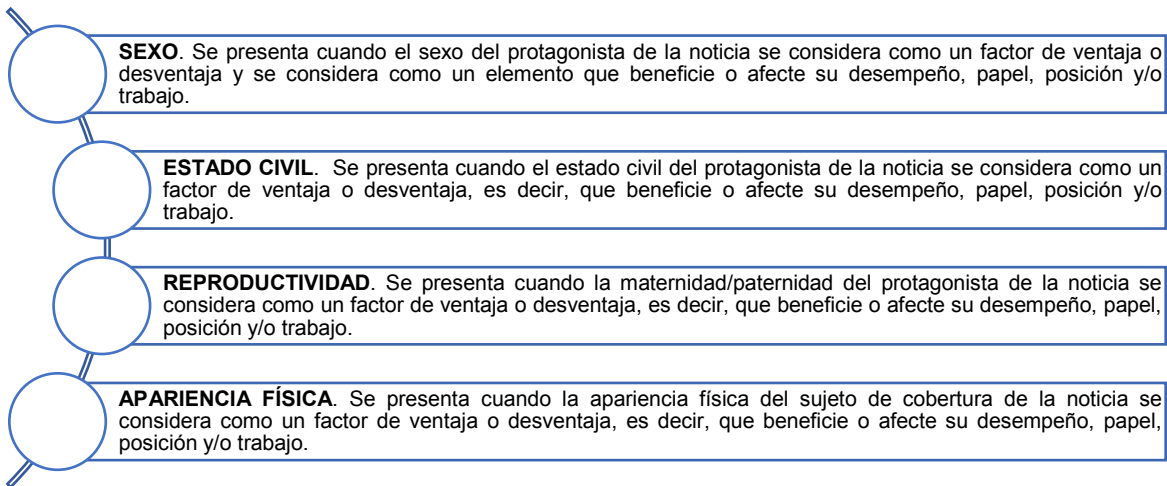 SEXO. Se presenta cuando el sexo del protagonista de la noticia se considera como un factor de ventaja o
desventaja y se considera como un elemento que beneficie o afecte su desempeño, papel, posición y/o
trabajo.
ESTADO CIVIL. Se presenta cuando el estado civil del protagonista de la noticia se considera como un
factor de ventaja o desventaja, es decir, que beneficie o afecte su desempeño, papel, posición y/o
trabajo.
REPRODUCTIVIDAD. Se presenta cuando la maternidad/paternidad del protagonista de la noticia se
considera como un factor de ventaja o desventaja, es decir, que beneficie o afecte su desempeño, papel,
posición y/o trabajo.
APARIENCIA FÍSICA. Se presenta cuando la apariencia física del sujeto de cobertura de la noticia se
considera como un factor de ventaja o desventaja, es decir, que beneficie o afecte su desempeño, papel,
posición y/o trabajo.